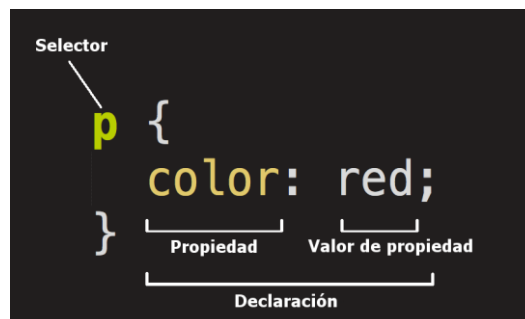 Selector
p {
color: red;
}
Propiedad Valor de propiedad
Declaración